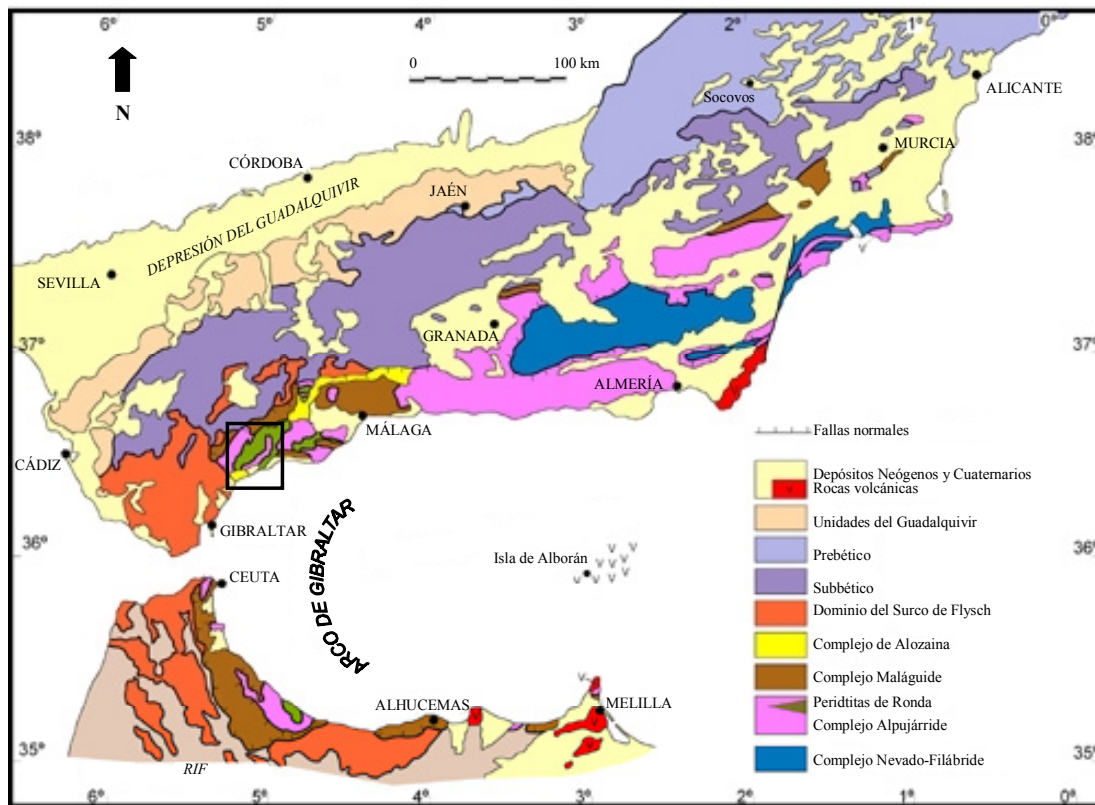 6° 5° 4° 3° 2° 1° 0°
N
0 100 km
38° 38°
37° 37°
36° 36°
35° 35°
ALICANTE
Socovos
MURCIA
CÓRDOBA
JAÉN
DEPRESIÓN DEL GUADALQUIVIR
SEVILLA
GRANADA
ALMERÍA
MÁLAGA
CÁDIZ
GIBRALTAR
CEUTA
ARCO DE GIBRALTAR
Isla de Alborán
v v v v v v v v v
ALHUCEMAS
MELILLA
RIF
Fallas normales
Depósitos Neógenos y Cuaternarios
v Rocas volcánicas
Unidades del Guadalquivir
Prebético
Subbético
Dominio del Surco de Flysch
Complejo de Alozaina
Complejo Maláguide
Peridtitas de Ronda
Complejo Alpujárride
Complejo Nevado-Filábride
6° 5° 4° 3° 2° 1° 0°